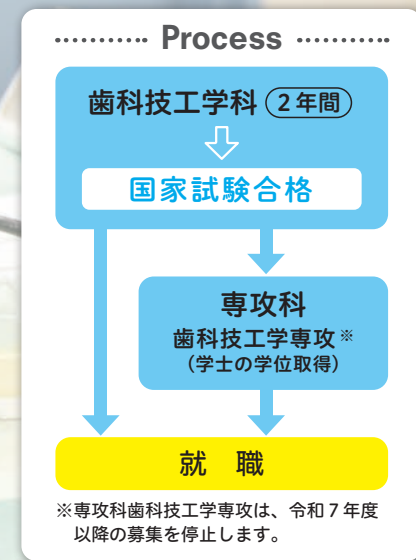 Process
歯科技工学科 2年間
国家試験合格
専攻科
歯科技工学専攻※
（学士の学位取得）
就 職
※専攻科歯科技工学専攻は、令和7年度
以降の募集を停止します。